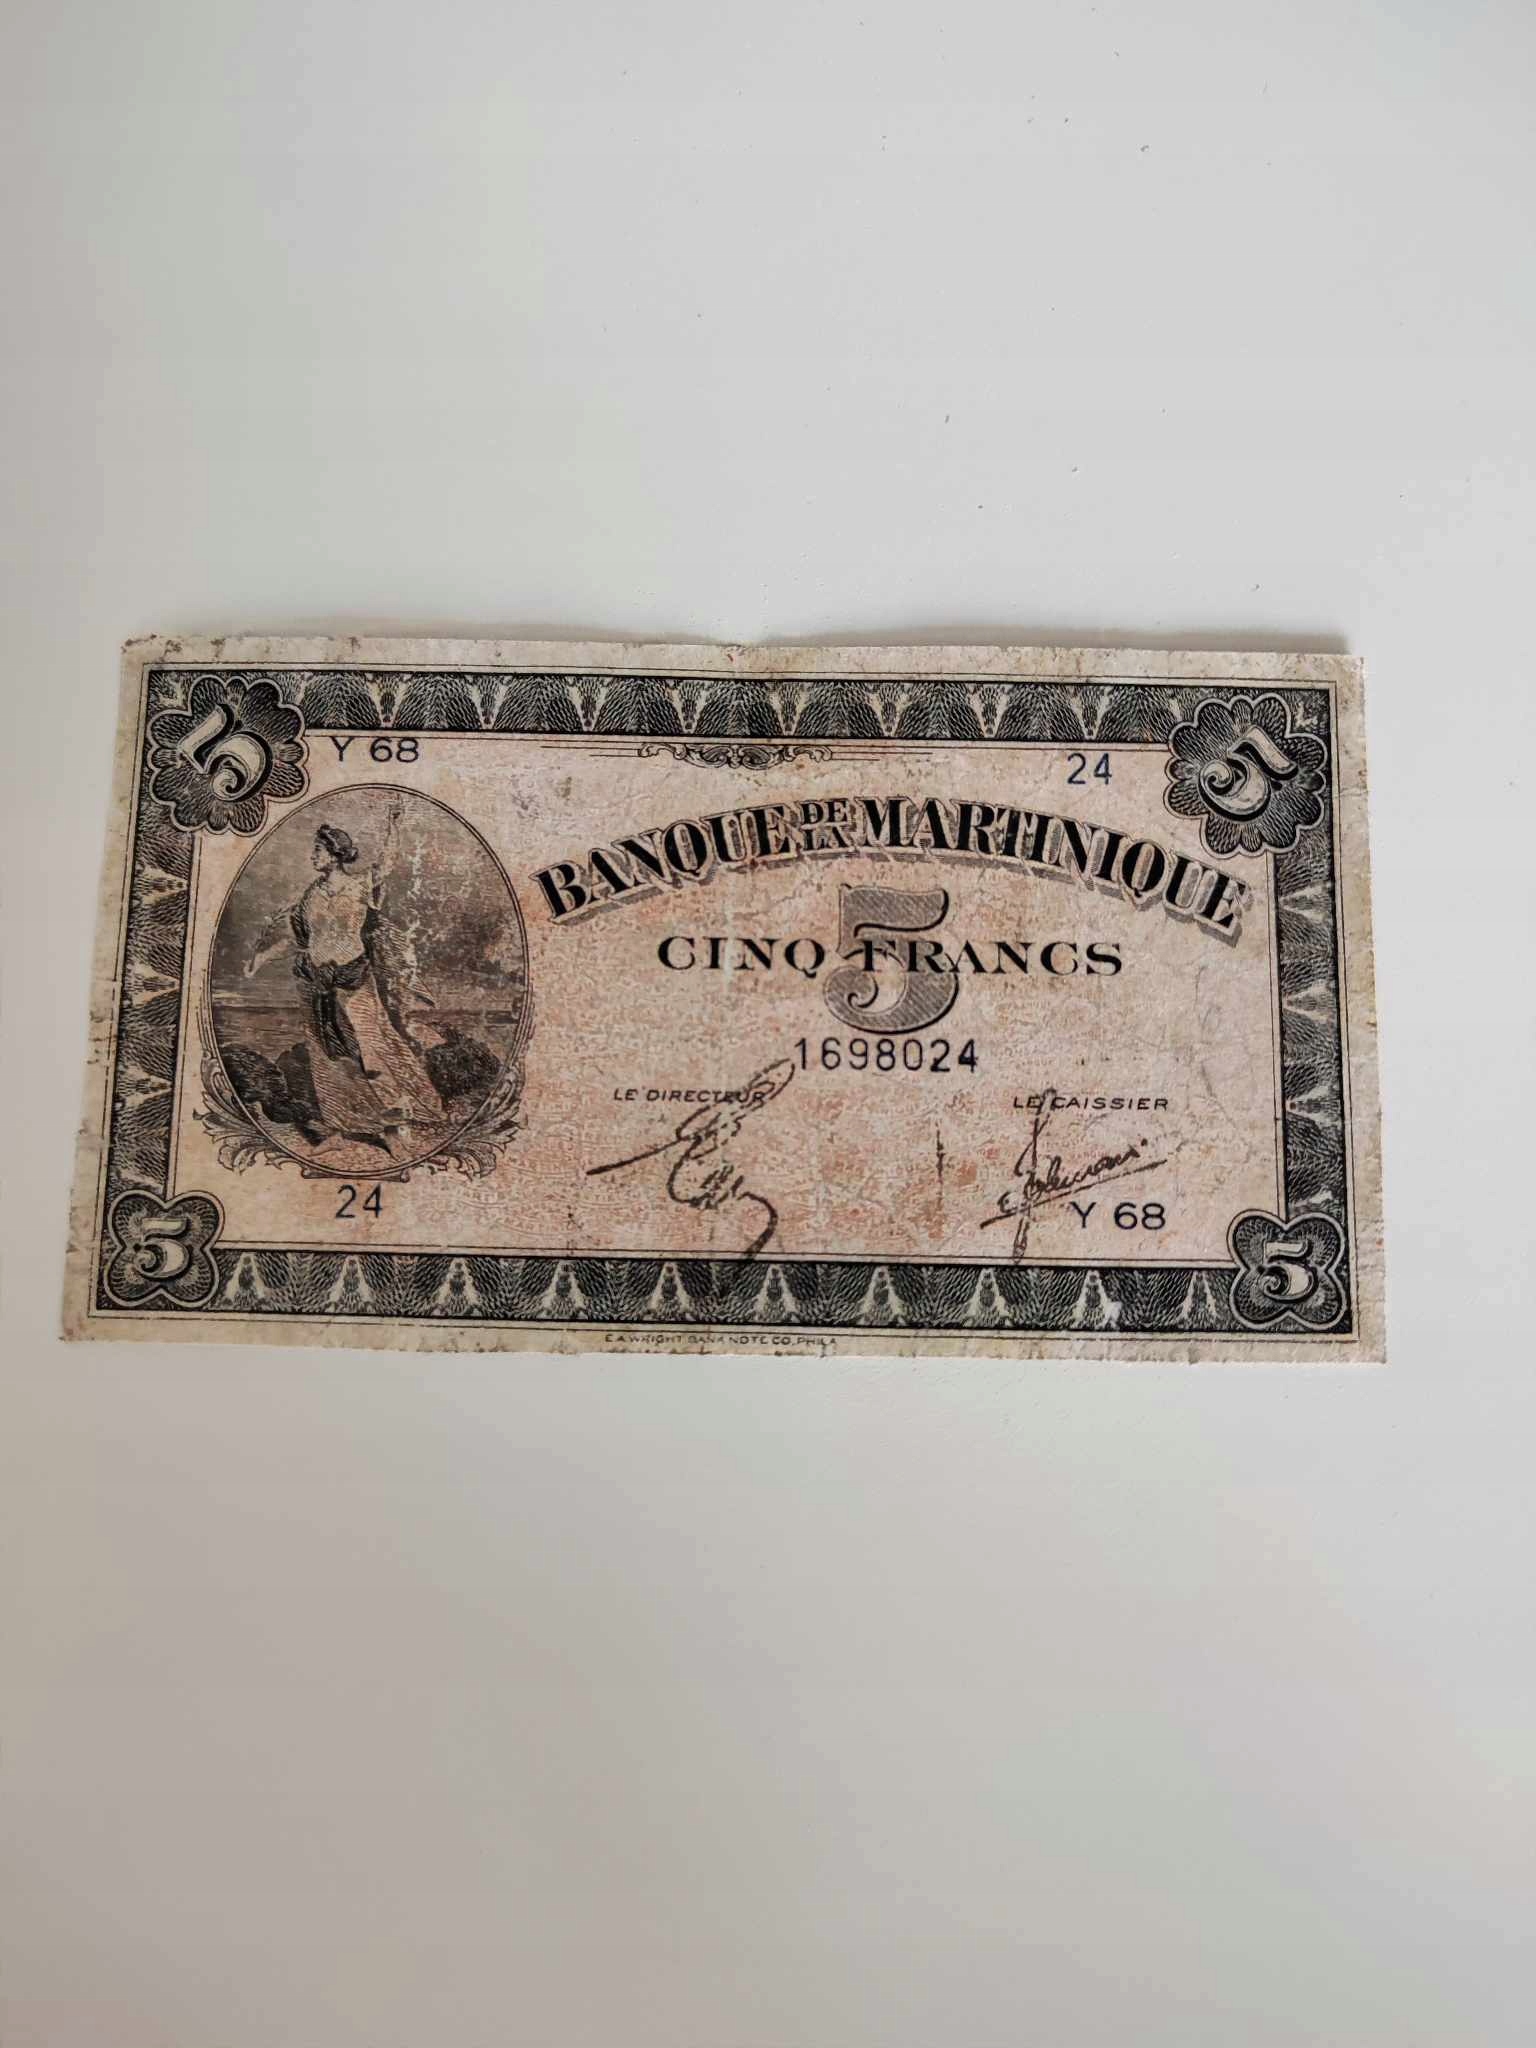 5 5
Y 68 24
BANQUE DE LA MARTINIQUE
5
CINQ FRANCS
1698024
LE DIRECTEUR LE CAISSIER
24 Y 68
5 5
E.A.WRIGHT BANK NOTE CO. PHILA.